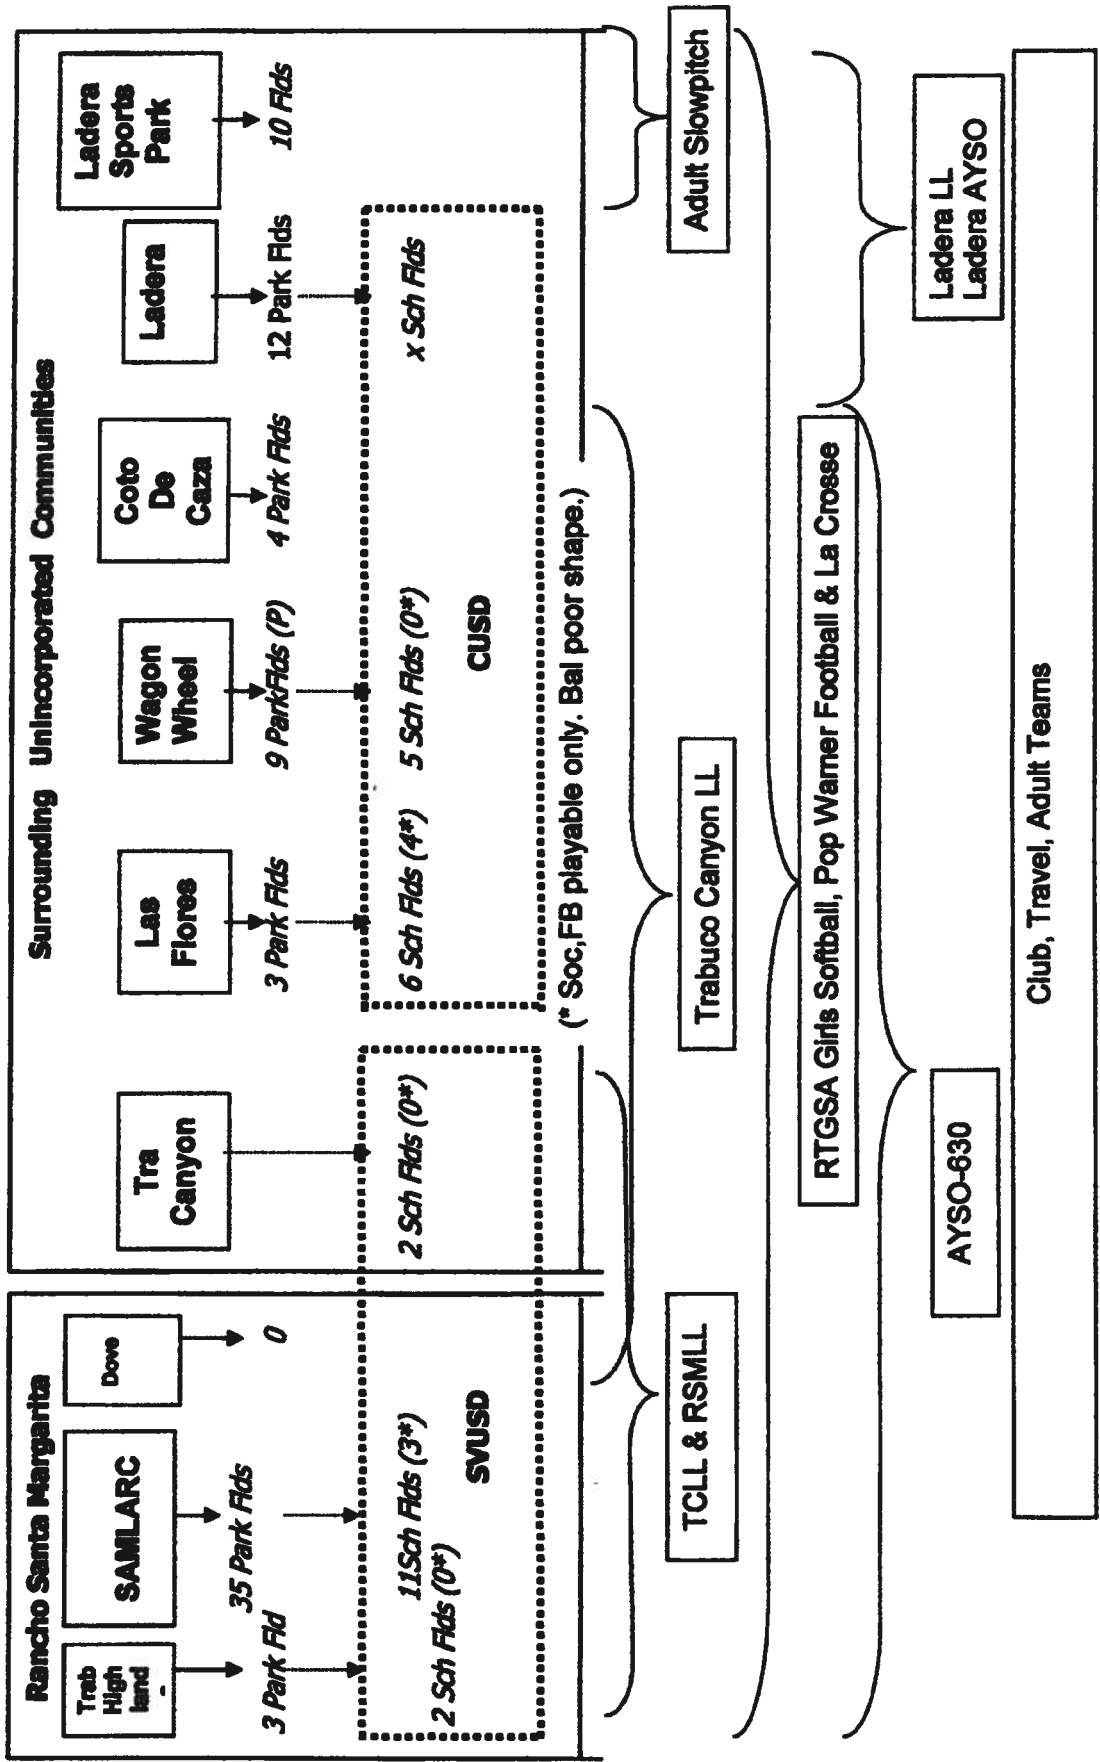 Rancho Santa Margarita
Trab
High
land
SAMLARC
Dove
3 Park Fld
35 Park Flds
0
11Sch Flds (3*)
2 Sch Flds (0*)
SVUSD
Surrounding Unincorporated Communities
Tra
Canyon
Las
Flores
Wagon
Wheel
Coto
De
Caza
Ladera
Ladera
Sports
Park
3 Park Flds
9 ParkFlds (P)
4 Park Flds
12 Park Flds
10 Flds
2 Sch Flds (0*)
6 Sch Flds (4*)
5 Sch Flds (0*)
x Sch Flds
CUSD
(* Soc,FB playable only. Bal poor shape.)
TCLL & RSMLL
Trabuco Canyon LL
Adult Slowpitch
RTGSA Girls Softball, Pop Warner Football & La Crosse
AYSO-630
Ladera LL
Ladera AYSO
Club, Travel, Adult Teams